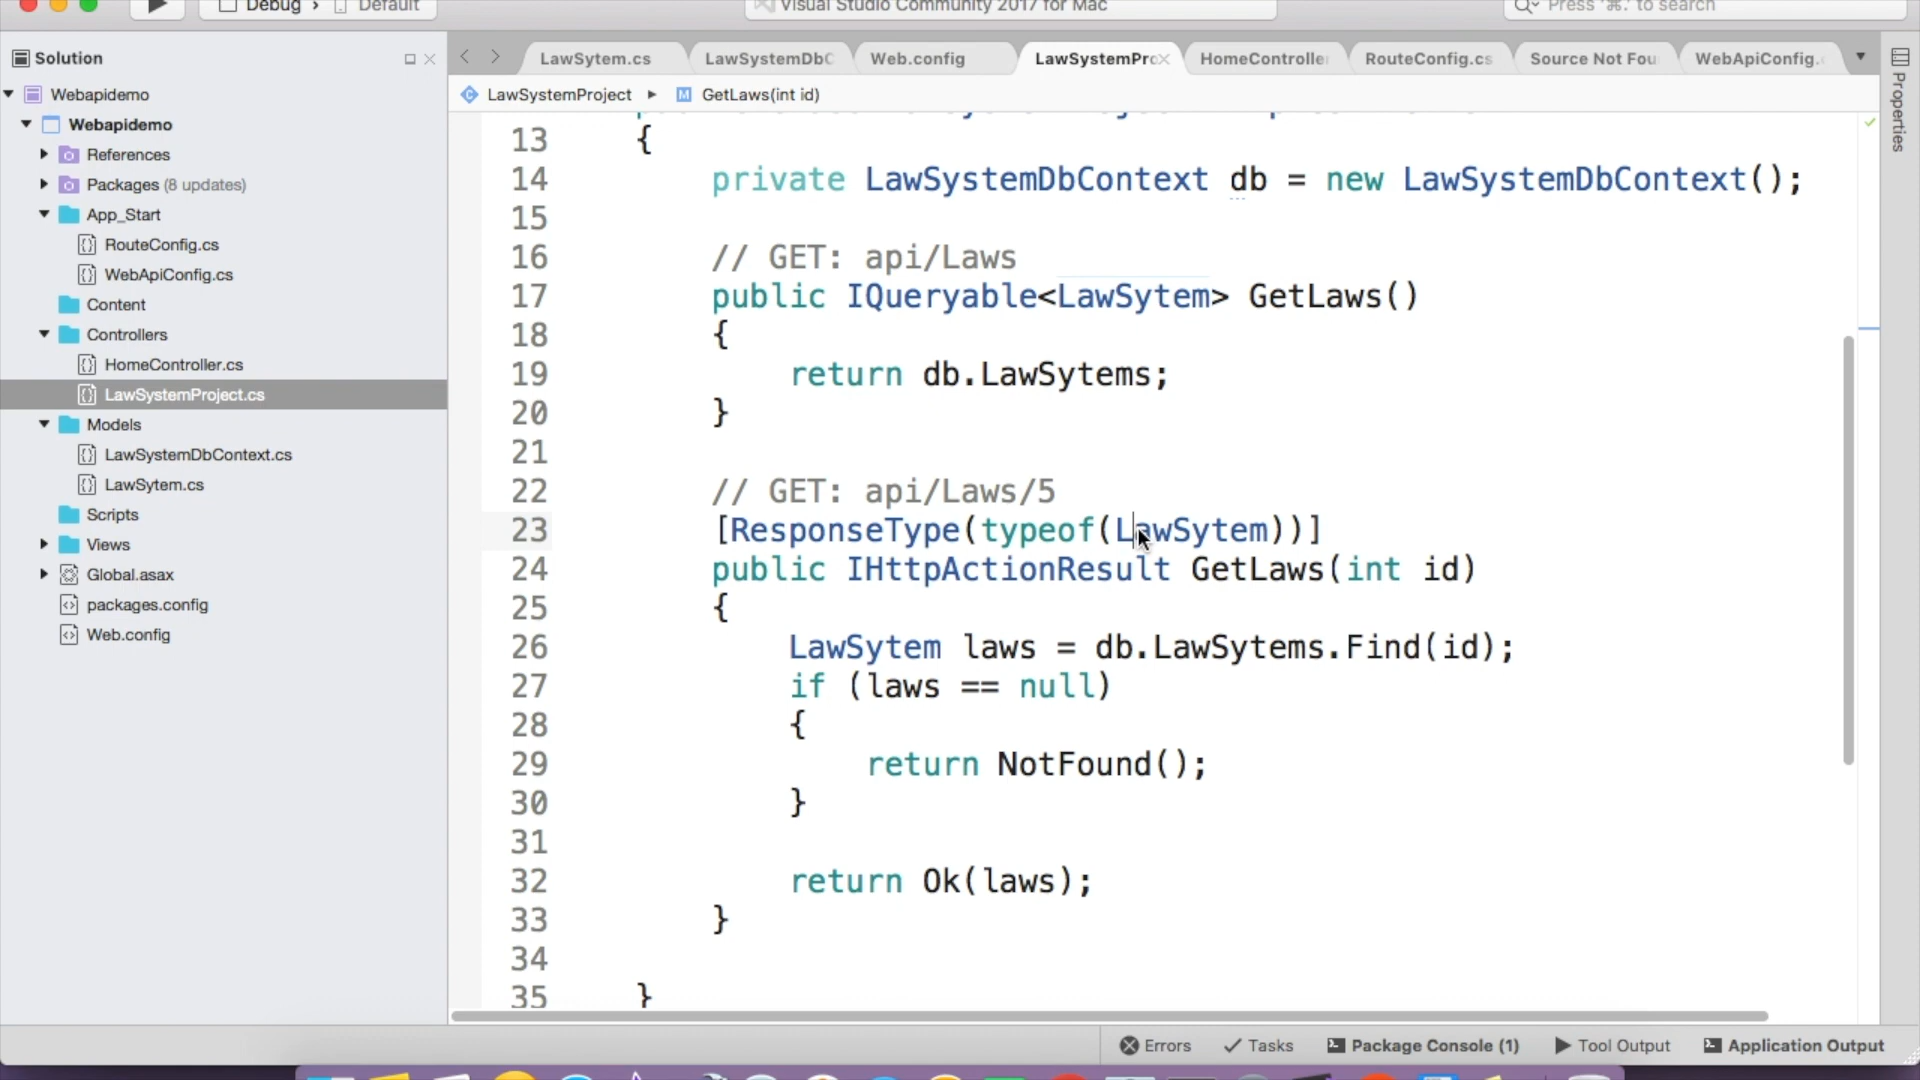 Debug › Default
Visual Studio Community 2017 for Mac
Press '⌘.' to search
Solution
LawSytem.cs
LawSystemDbC
Web.config
LawSystemPro
HomeController
RouteConfig.cs
Source Not Fou
WebApiConfig.
Properties
LawSystemProject ▸ GetLaws(int id)
Webapidemo
Webapidemo
References
Packages (8 updates)
App_Start
RouteConfig.cs
WebApiConfig.cs
Content
Controllers
HomeController.cs
LawSystemProject.cs
Models
LawSystemDbContext.cs
LawSytem.cs
Scripts
Views
Global.asax
packages.config
Web.config
13 {
14 private LawSystemDbContext db = new LawSystemDbContext();
15
16 // GET: api/Laws
17 public IQueryable<LawSytem> GetLaws()
18 {
19 return db.LawSytems;
20 }
21
22 // GET: api/Laws/5
23 [ResponseType(typeof(LawSytem))]
24 public IHttpActionResult GetLaws(int id)
25 {
26 LawSytem laws = db.LawSytems.Find(id);
27 if (laws == null)
28 {
29 return NotFound();
30 }
31
32 return Ok(laws);
33 }
34
35 }
Errors
Tasks
Package Console (1)
Tool Output
Application Output